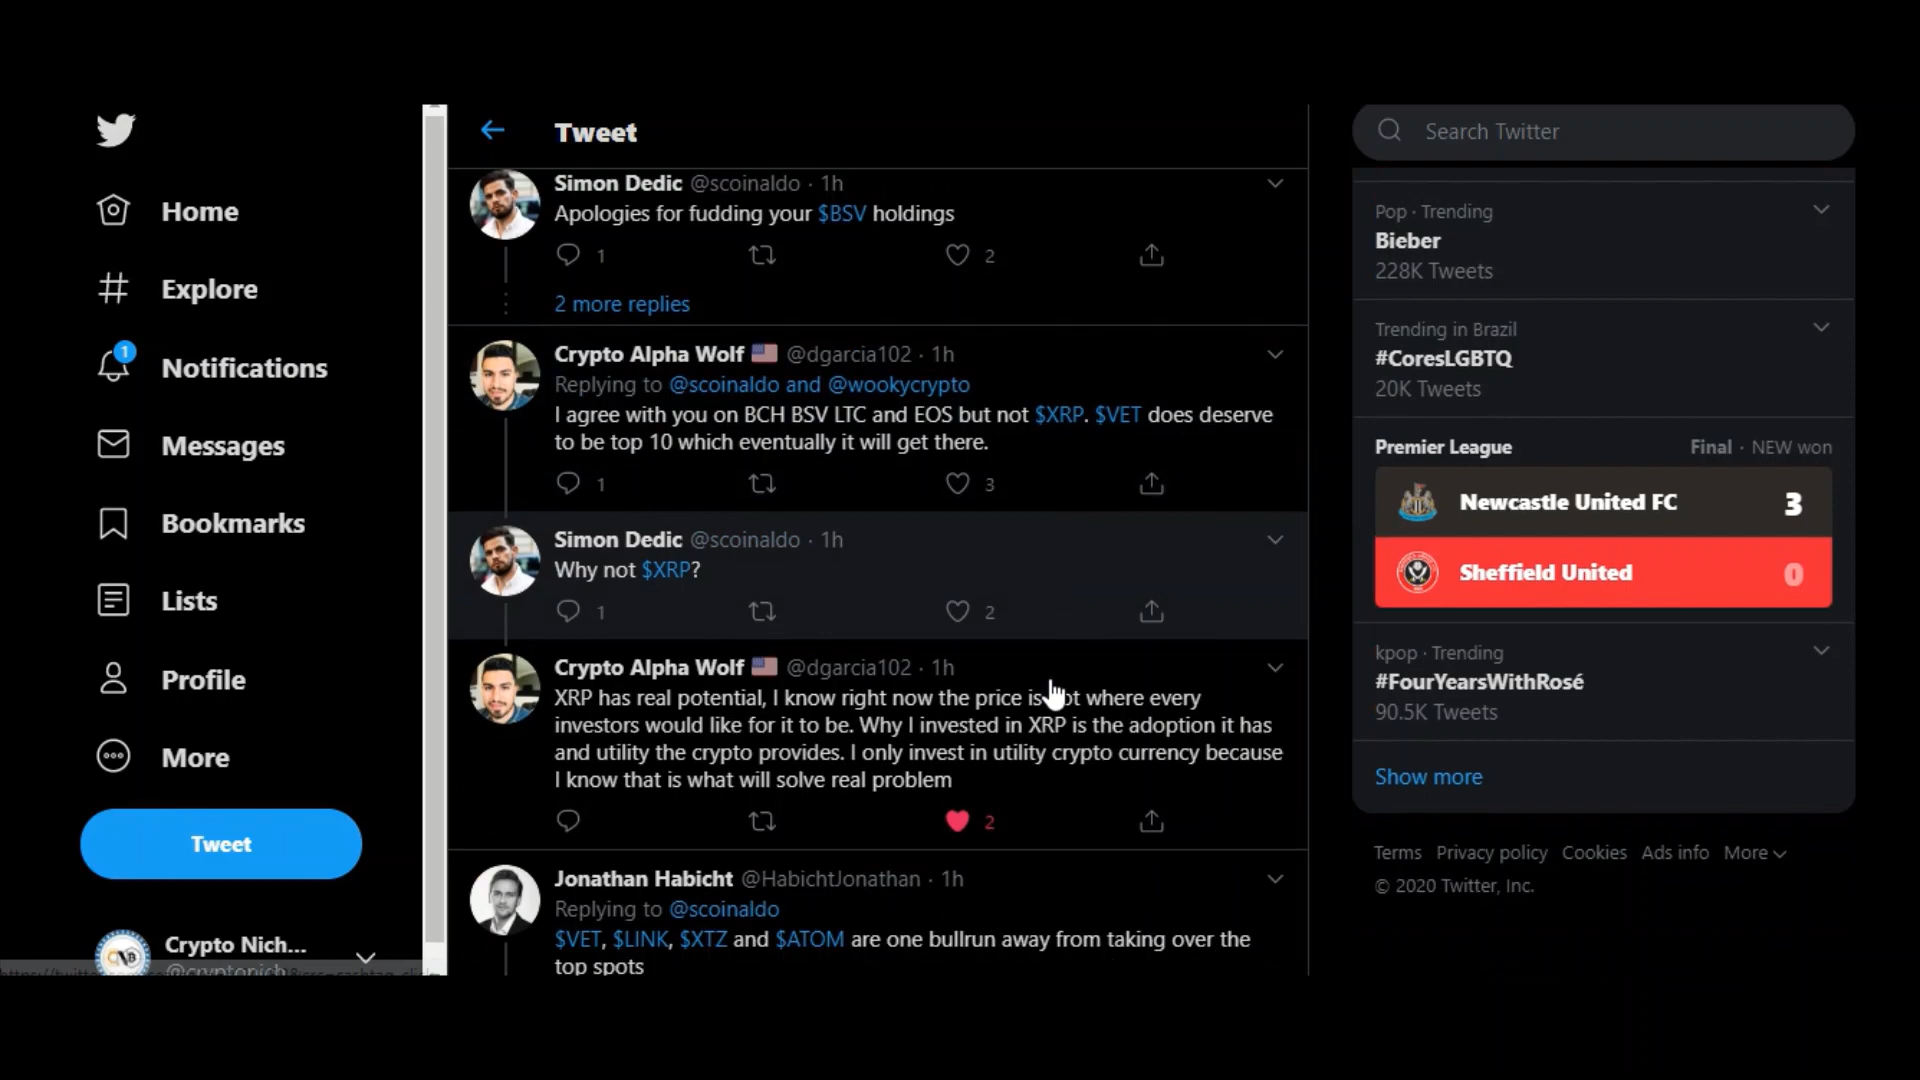 Home
Explore
1
Notifications
Messages
Bookmarks
Lists
Profile
More
Tweet
Crypto Nich...
Tweet
Simon Dedic @scoinaldo · 1h
Apologies for fudding your $BSV holdings
1 2
2 more replies
Crypto Alpha Wolf @dgarcia102 · 1h
Replying to @scoinaldo and @wookycrypto
I agree with you on BCH BSV LTC and EOS but not $XRP. $VET does deserve
to be top 10 which eventually it will get there.
1 3
Simon Dedic @scoinaldo · 1h
Why not $XRP?
1 2
Crypto Alpha Wolf @dgarcia102 · 1h
XRP has real potential, I know right now the price is not where every
investors would like for it to be. Why I invested in XRP is the adoption it has
and utility the crypto provides. I only invest in utility crypto currency because
I know that is what will solve real problem
2
Jonathan Habicht @HabichtJonathan · 1h
Replying to @scoinaldo
$VET, $LINK, $XTZ and $ATOM are one bullrun away from taking over the
top spots
Search Twitter
Pop · Trending
Bieber
228K Tweets
Trending in Brazil
#CoresLGBTQ
20K Tweets
Premier League Final · NEW won
Newcastle United FC 3
Sheffield United 0
kpop · Trending
#FourYearsWithRosé
90.5K Tweets
Show more
Terms Privacy policy Cookies Ads info More
© 2020 Twitter, Inc.